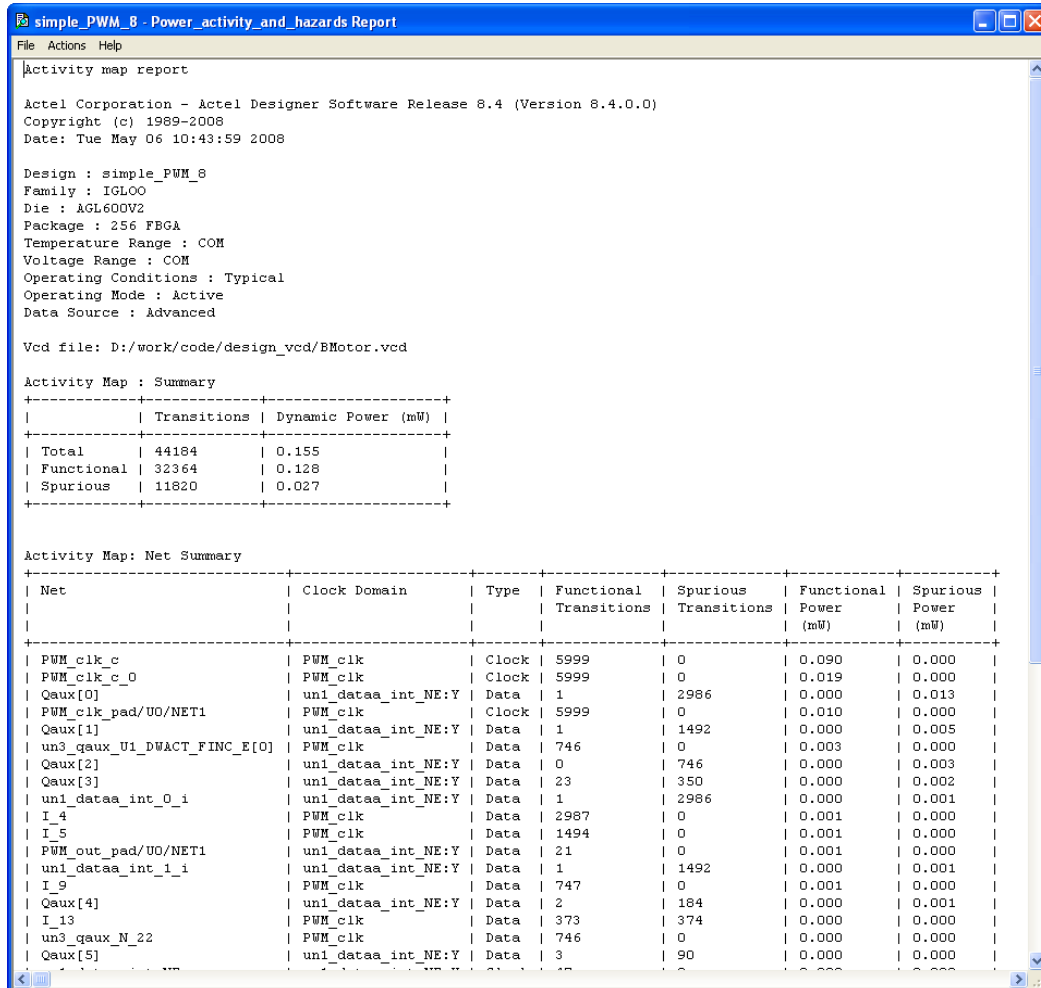 simple_PWM_8 - Power_activity_and_hazards Report
File Actions Help
Activity map report
Actel Corporation - Actel Designer Software Release 8.4 (Version 8.4.0.0)
Copyright (c) 1989-2008
Date: Tue May 06 10:43:59 2008
Design : simple_PWM_8
Family : IGLOO
Die : AGL600V2
Package : 256 FBGA
Temperature Range : COM
Voltage Range : COM
Operating Conditions : Typical
Operating Mode : Active
Data Source : Advanced
Vcd file: D:/work/code/design_vcd/BMotor.vcd
Activity Map : Summary
+------------+-------------+--------------------+
| | Transitions | Dynamic Power (mW) |
+------------+-------------+--------------------+
| Total | 44184 | 0.155 |
| Functional | 32364 | 0.128 |
| Spurious | 11820 | 0.027 |
+------------+-------------+--------------------+
Activity Map: Net Summary
| Net | Clock Domain | Type | Functional | Spurious | Functional | Spurious |
| | | | Transitions | Transitions | Power | Power |
| | | | | | (mW) | (mW) |
| PWM_clk_c | PWM_clk | Clock | 5999 | 0 | 0.090 | 0.000 |
| PWM_clk_c_0 | PWM_clk | Clock | 5999 | 0 | 0.019 | 0.000 |
| Qaux[0] | un1_dataa_int_NE:Y | Data | 1 | 2986 | 0.000 | 0.013 |
| PWM_clk_pad/U0/NET1 | PWM_clk | Clock | 5999 | 0 | 0.010 | 0.000 |
| Qaux[1] | un1_dataa_int_NE:Y | Data | 1 | 1492 | 0.000 | 0.005 |
| un3_qaux_U1_DWACT_FINC_E[0] | PWM_clk | Data | 746 | 0 | 0.003 | 0.000 |
| Qaux[2] | un1_dataa_int_NE:Y | Data | 0 | 746 | 0.000 | 0.003 |
| Qaux[3] | un1_dataa_int_NE:Y | Data | 23 | 350 | 0.000 | 0.002 |
| un1_dataa_int_0_i | un1_dataa_int_NE:Y | Data | 1 | 2986 | 0.000 | 0.001 |
| I_4 | PWM_clk | Data | 2987 | 0 | 0.001 | 0.000 |
| I_5 | PWM_clk | Data | 1494 | 0 | 0.001 | 0.000 |
| PWM_out_pad/U0/NET1 | un1_dataa_int_NE:Y | Data | 21 | 0 | 0.001 | 0.000 |
| un1_dataa_int_1_i | un1_dataa_int_NE:Y | Data | 1 | 1492 | 0.000 | 0.001 |
| I_9 | PWM_clk | Data | 747 | 0 | 0.001 | 0.000 |
| Qaux[4] | un1_dataa_int_NE:Y | Data | 2 | 184 | 0.000 | 0.001 |
| I_13 | PWM_clk | Data | 373 | 374 | 0.000 | 0.000 |
| un3_qaux_N_22 | PWM_clk | Data | 746 | 0 | 0.000 | 0.000 |
| Qaux[5] | un1_dataa_int_NE:Y | Data | 3 | 90 | 0.000 | 0.000 |